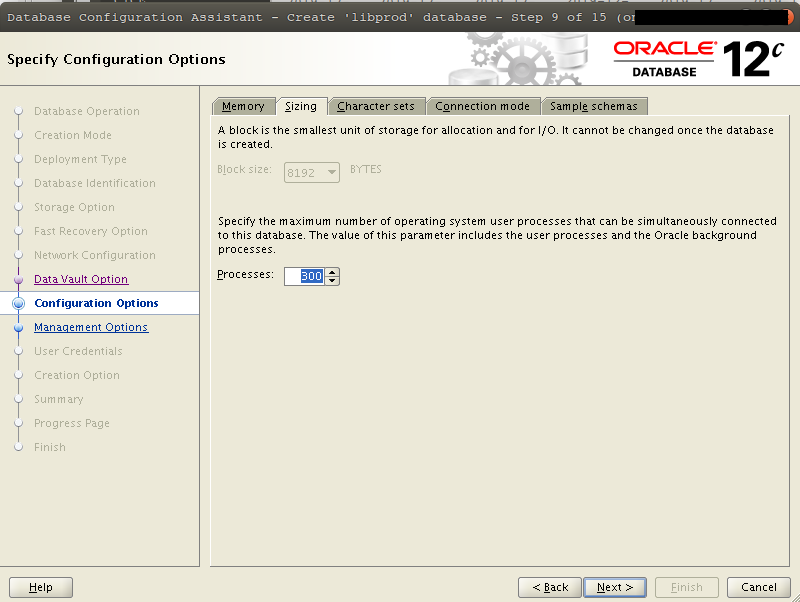 Database Configuration Assistant - Create 'libprod' database - Step 9 of 15 (or
Specify Configuration Options
ORACLE
DATABASE
12c
Database Operation
Creation Mode
Deployment Type
Database Identification
Storage Option
Fast Recovery Option
Network Configuration
Data Vault Option
Configuration Options
Management Options
User Credentials
Creation Option
Summary
Progress Page
Finish
Memory Sizing Character sets Connection mode Sample schemas
A block is the smallest unit of storage for allocation and for I/O. It cannot be changed once the database
is created.
Block size: 8192 BYTES
Specify the maximum number of operating system user processes that can be simultaneously connected
to this database. The value of this parameter includes the user processes and the Oracle background
processes.
Processes: 300
Help < Back Next > Finish Cancel